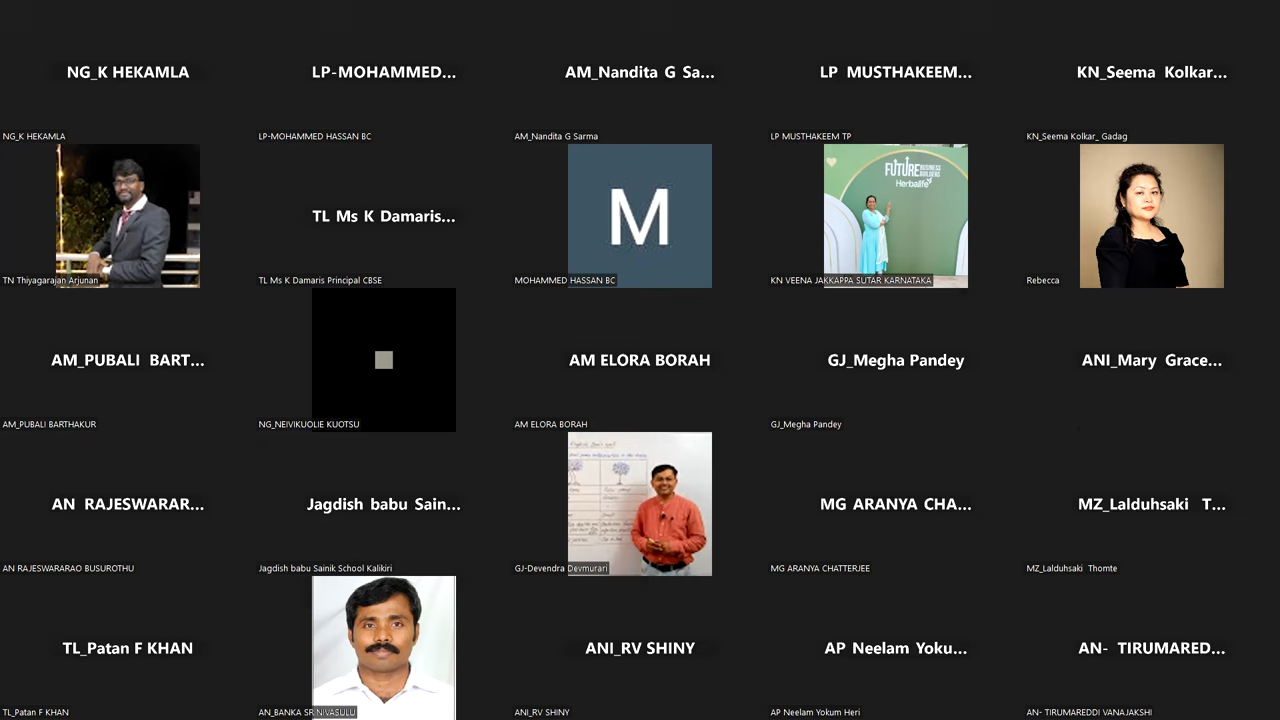 NG_K HEKAMLA
LP-MOHAMMED...
AM_Nandita G Sa...
LP MUSTHAKEEM...
KN_Seema Kolkar...
NG_K HEKAMLA
LP-MOHAMMED HASSAN BC
AM_Nandita G Sarma
LP MUSTHAKEEM TP
KN_Seema Kolkar_ Gadag
TL Ms K Damaris...
M
FUTURE BUSINESS BUILDERS
Herbalife
TN Thiyagarajan Arjunan
TL Ms K Damaris Principal CBSE
MOHAMMED HASSAN BC
KN VEENA JAKKAPPA SUTAR KARNATAKA
Rebecca
AM_PUBALI BART...
AM ELORA BORAH
GJ_Megha Pandey
ANI_Mary Grace...
AM_PUBALI BARTHAKUR
NG_NEIVIKUOLIE KUOTSU
AM ELORA BORAH
GJ_Megha Pandey
AN RAJESWARAR...
Jagdish babu Sain...
MG ARANYA CHA...
MZ_Lalduhsaki T...
AN RAJESWARARAO BUSUROTHU
Jagdish babu Sainik School Kalikiri
GJ-Devendra Devmurari
MG ARANYA CHATTERJEE
MZ_Lalduhsaki Thomte
TL_Patan F KHAN
ANI_RV SHINY
AP Neelam Yoku...
AN- TIRUMARED...
TL_Patan F KHAN
AN_BANKA SRINIVASULU
ANI_RV SHINY
AP Neelam Yokum Heri
AN- TIRUMAREDDI VANAJAKSHI